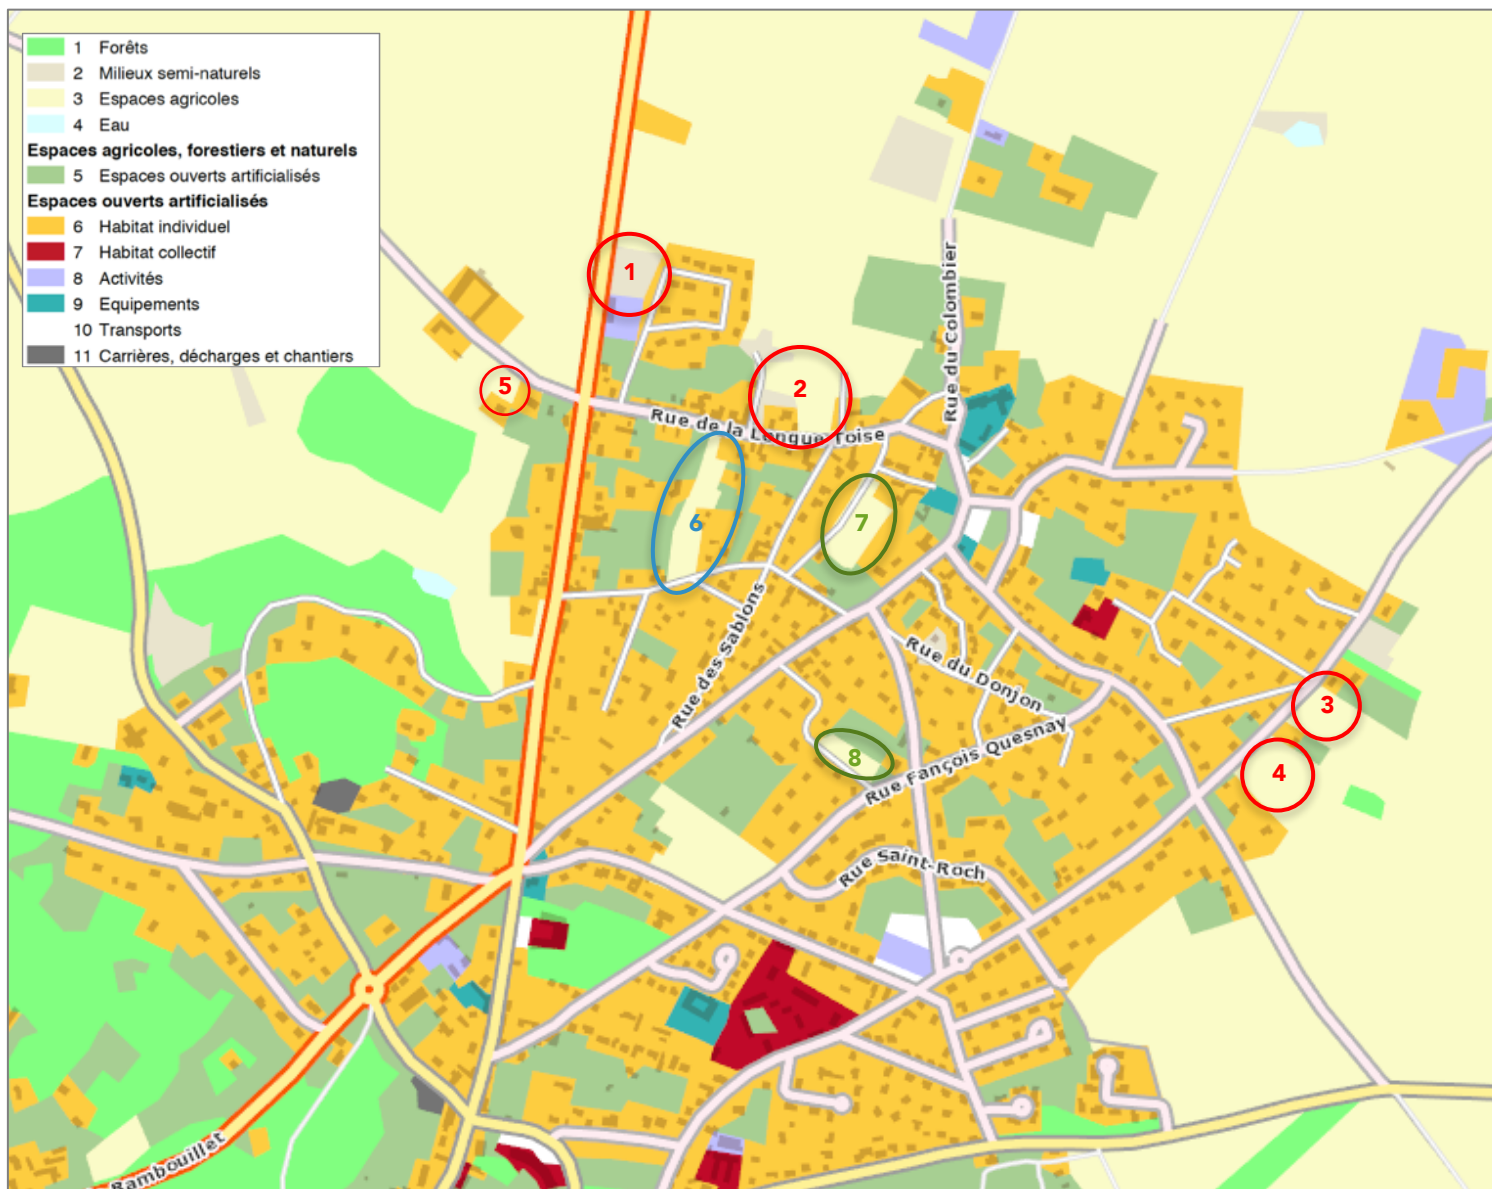 1 Forêts
2 Milieux semi-naturels
3 Espaces agricoles
4 Eau
Espaces agricoles, forestiers et naturels
5 Espaces ouverts artificialisés
Espaces ouverts artificialisés
6 Habitat individuel
7 Habitat collectif
8 Activités
9 Equipements
10 Transports
11 Carrières, décharges et chantiers
1
Rue du Colombier
5
2
Rue de la Longue Toise
6
7
Rue des Sablons
Rue du Donjon
3
8
Rue Fançois Quesnay
4
Rue Saint-Roch
Rambouillet